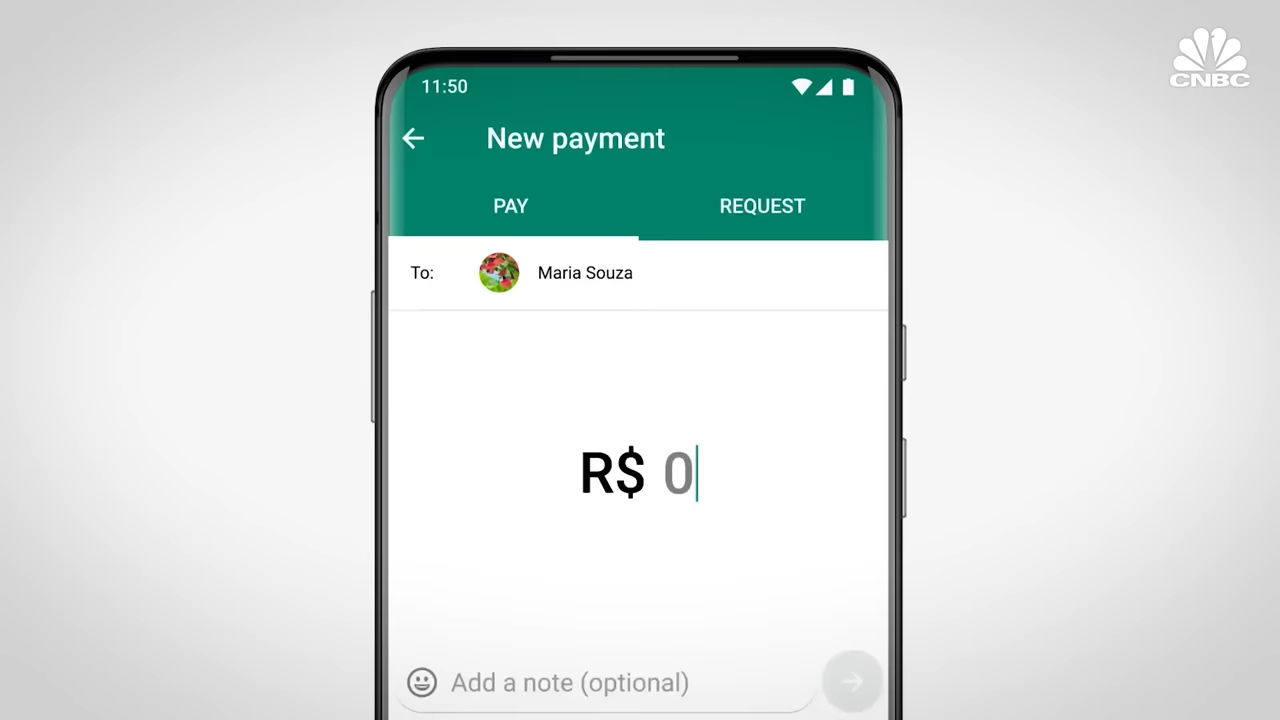 CNBC
11:50
New payment
PAY REQUEST
To: Maria Souza
R$ 0
Add a note (optional)